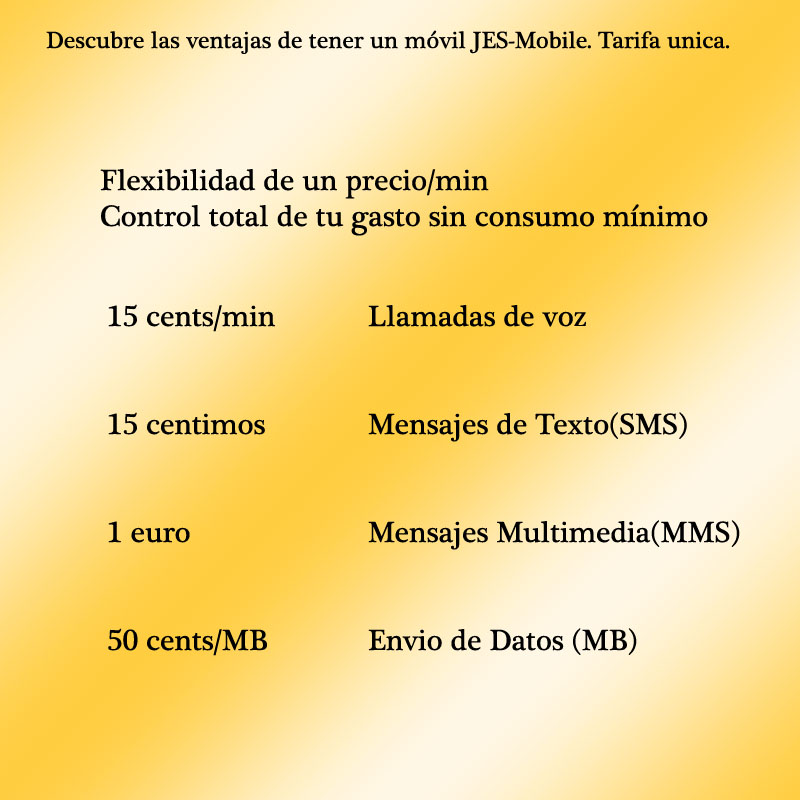 Descubre las ventajas de tener un móvil JES-Mobile. Tarifa unica.
Flexibilidad de un precio/min
Control total de tu gasto sin consumo mínimo
15 cents/min Llamadas de voz
15 centimos Mensajes de Texto(SMS)
1 euro Mensajes Multimedia(MMS)
50 cents/MB Envio de Datos (MB)